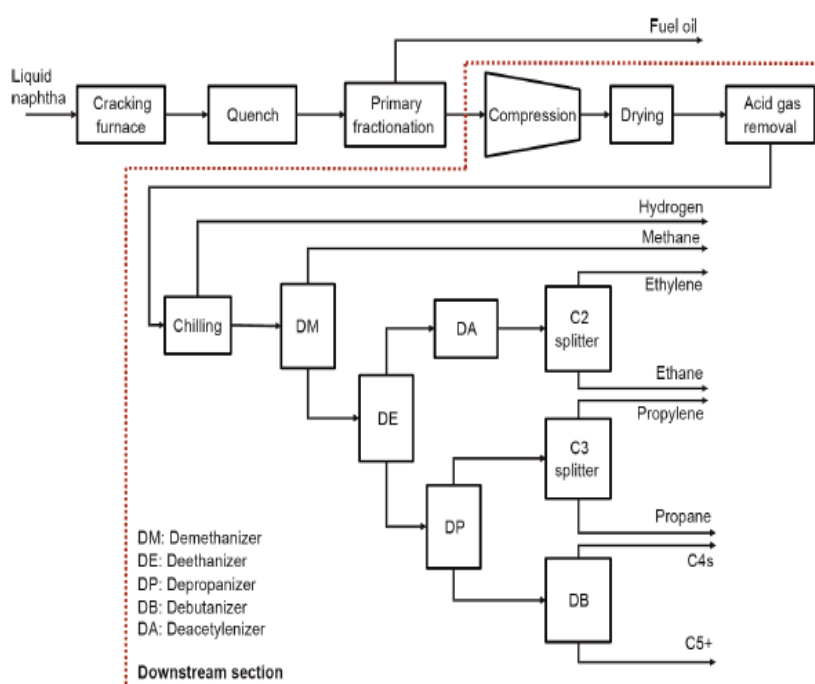 Fuel oil
Liquid
naphtha
Cracking
furnace
Quench
Primary
fractionation
Compression
Drying
Acid gas
removal
Hydrogen
Methane
Ethylene
Chilling
DM
DA
C2
splitter
Ethane
Propylene
DE
C3
splitter
Propane
DP
C4s
DB
C5+
DM: Demethanizer
DE: Deethanizer
DP: Depropanizer
DB: Debutanizer
DA: Deacetylenizer
Downstream section